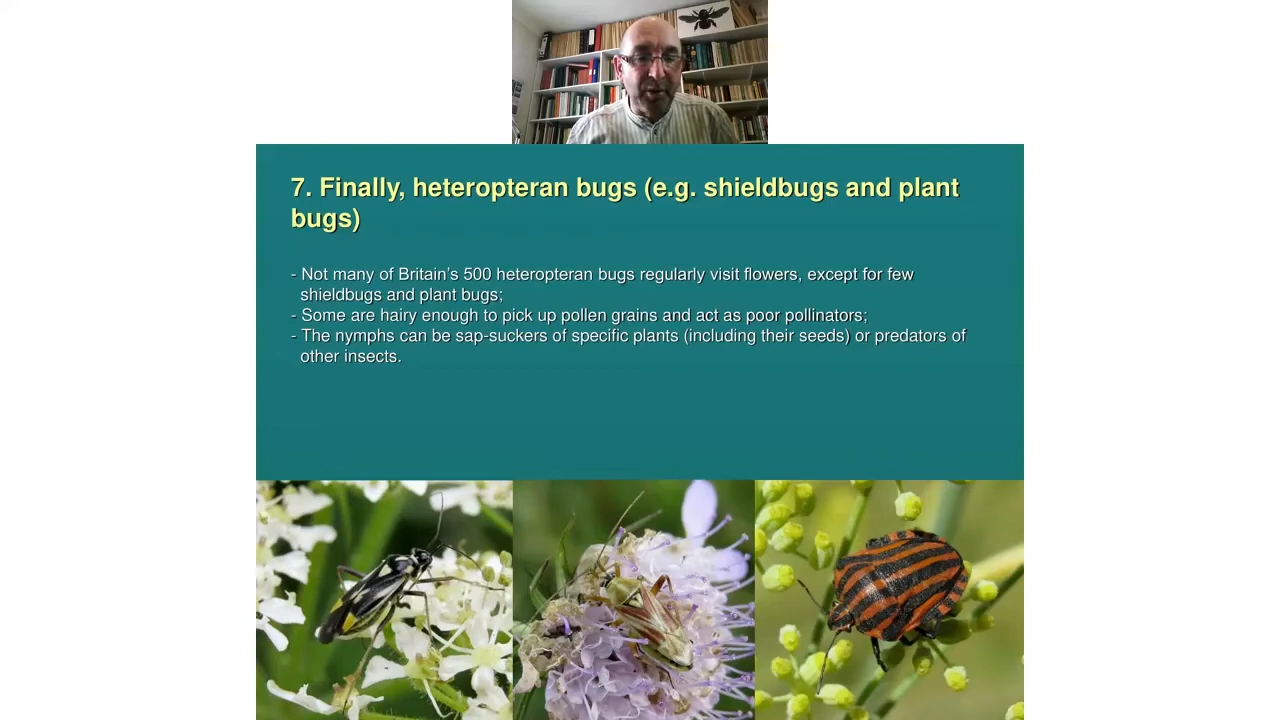 7. Finally, heteropteran bugs (e.g. shieldbugs and plant
bugs)
- Not many of Britain's 500 heteropteran bugs regularly visit flowers, except for few
shieldbugs and plant bugs;
- Some are hairy enough to pick up pollen grains and act as poor pollinators;
- The nymphs can be sap-suckers of specific plants (including their seeds) or predators of
other insects.